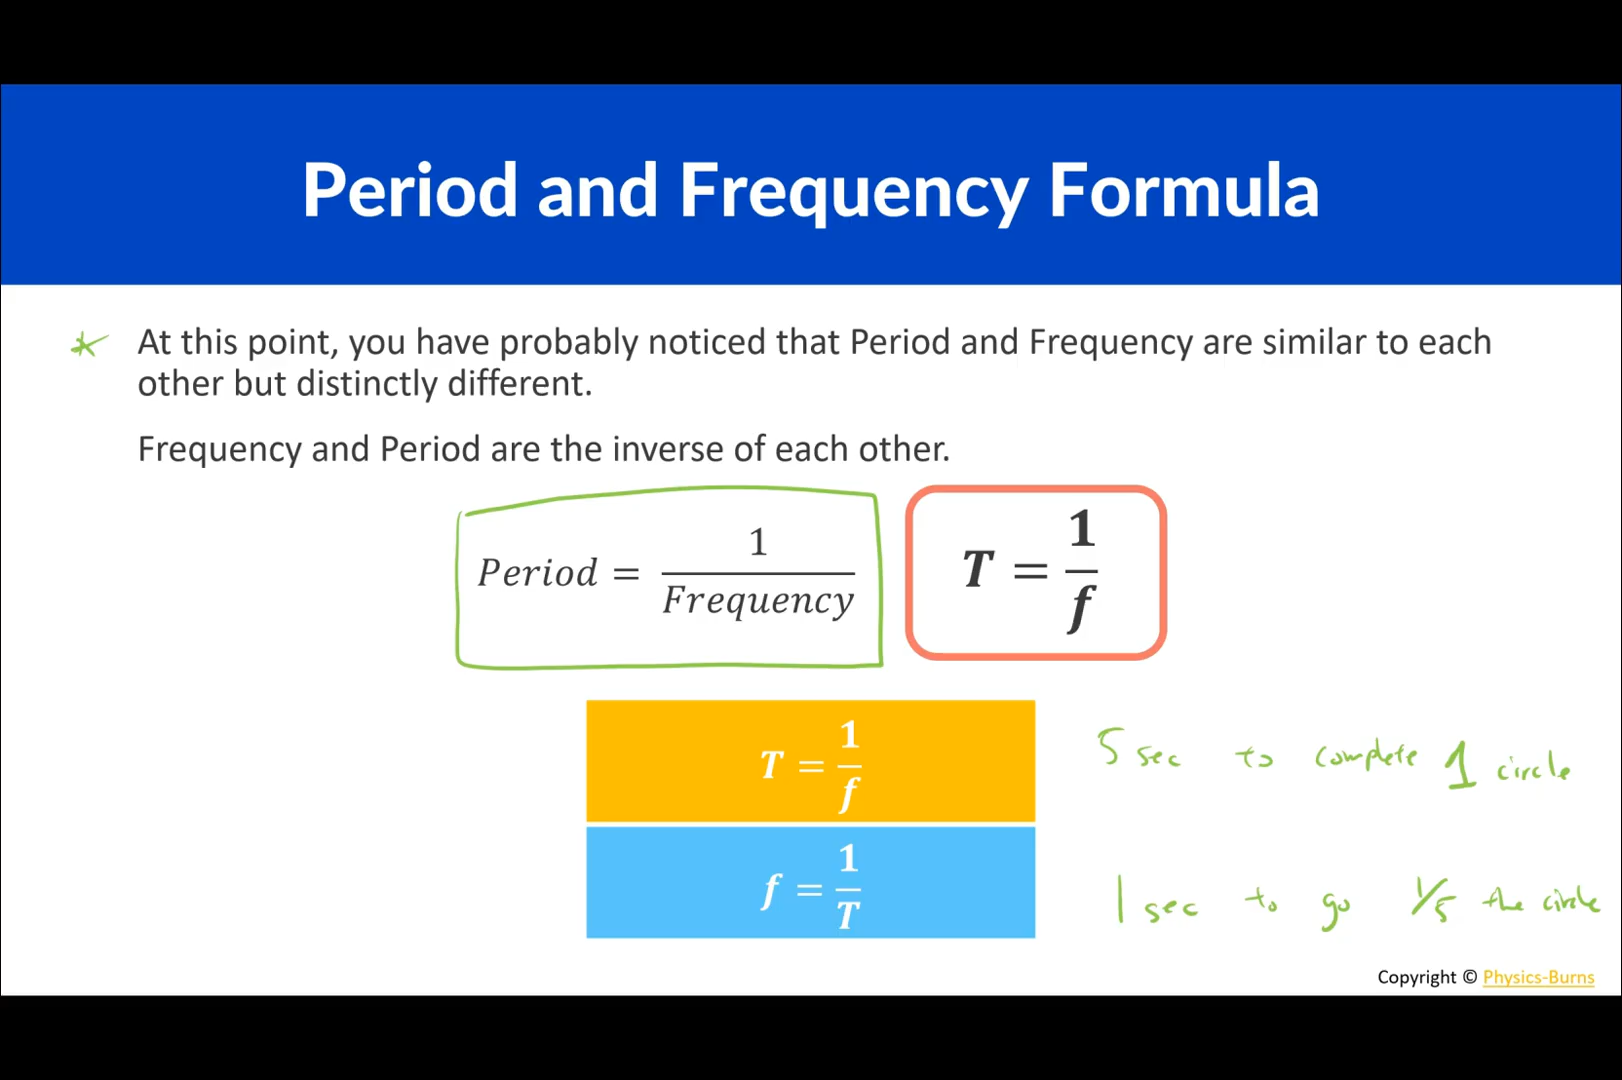 Period and Frequency Formula
At this point, you have probably noticed that Period and Frequency are similar to each
other but distinctly different.
Frequency and Period are the inverse of each other.
Period = 1/Frequency
T = 1/f
T = 1/f
f = 1/T
5 sec to complete 1 circle
1 sec to go 1/5 the circle
Copyright © Physics-Burns